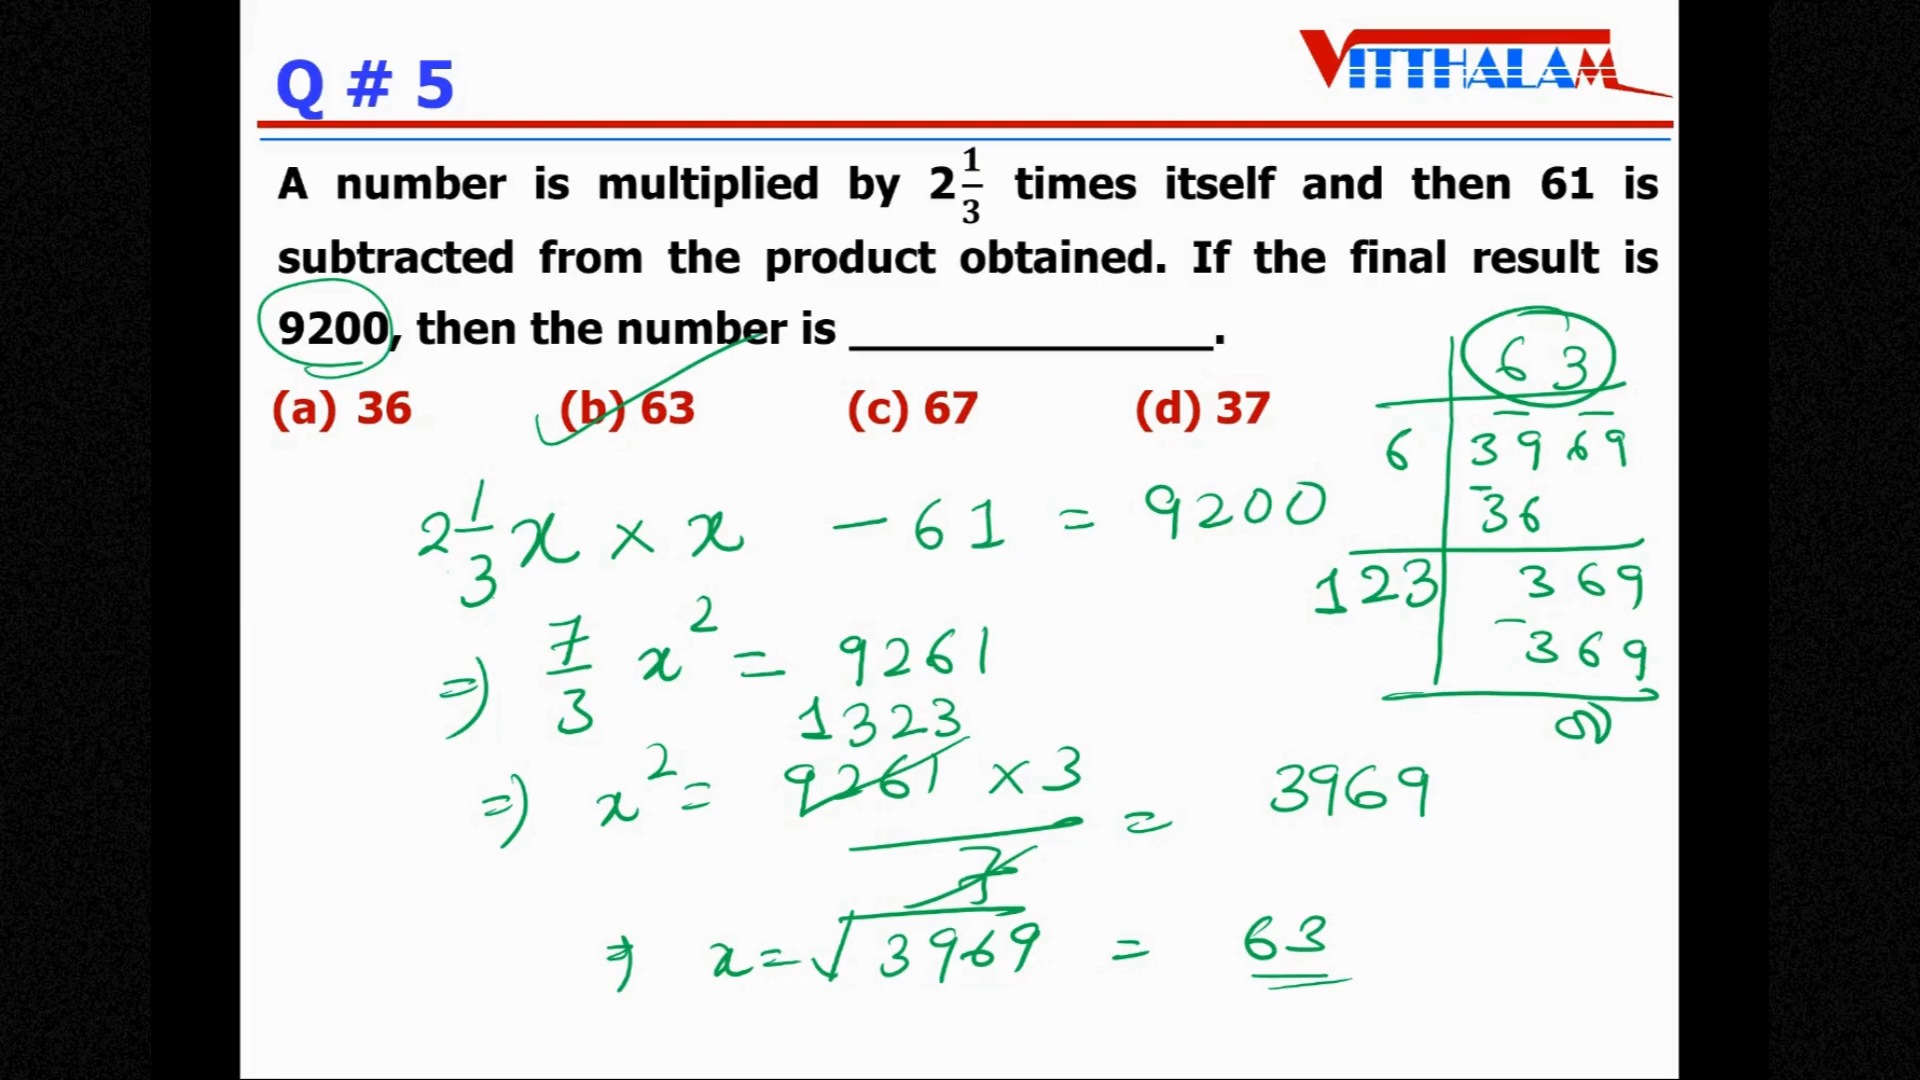 Q # 5
VITTHALAM
A number is multiplied by 2 1/3 times itself and then 61 is
subtracted from the product obtained. If the final result is
9200, then the number is ______________.
(a) 36 (b) 63 (c) 67 (d) 37
2 1/3 x × x - 61 = 9200
⇒ 7/3 x² = 9261
1323
⇒ x² = 9261 × 3 / 7 = 3969
⇒ x = √3969 = 63
63
6 3969
-36
123 369
-369
0